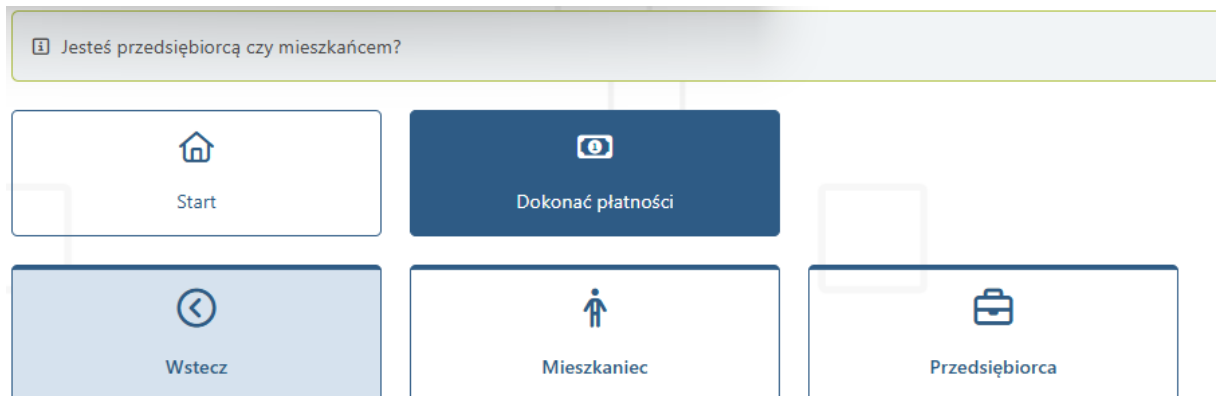 Jesteś przedsiębiorcą czy mieszkańcem?
Start
Dokonać płatności
Wstecz
Mieszkaniec
Przedsiębiorca